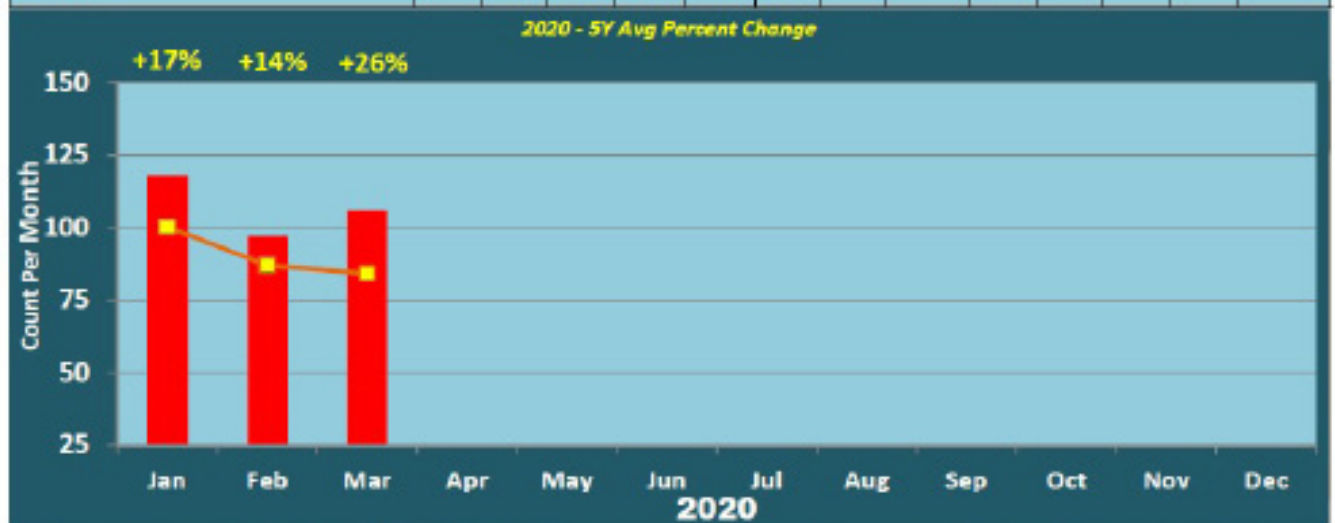 2020 - 5Y Avg Percent Change
+17% +14% +26%
150
125
100
75
50
25
Count Per Month
Jan Feb Mar Apr May Jun Jul Aug Sep Oct Nov Dec
2020